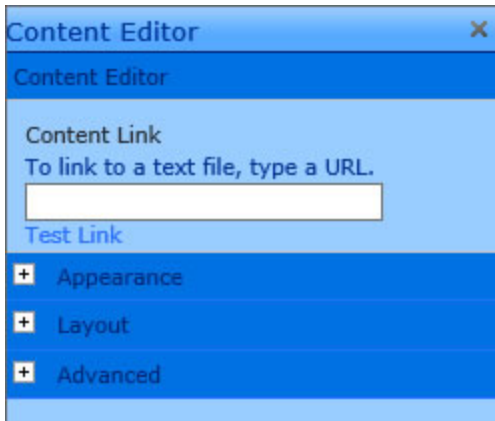 Content Editor
Content Editor
Content Link
To link to a text file, type a URL.
Test Link
Appearance
Layout
Advanced